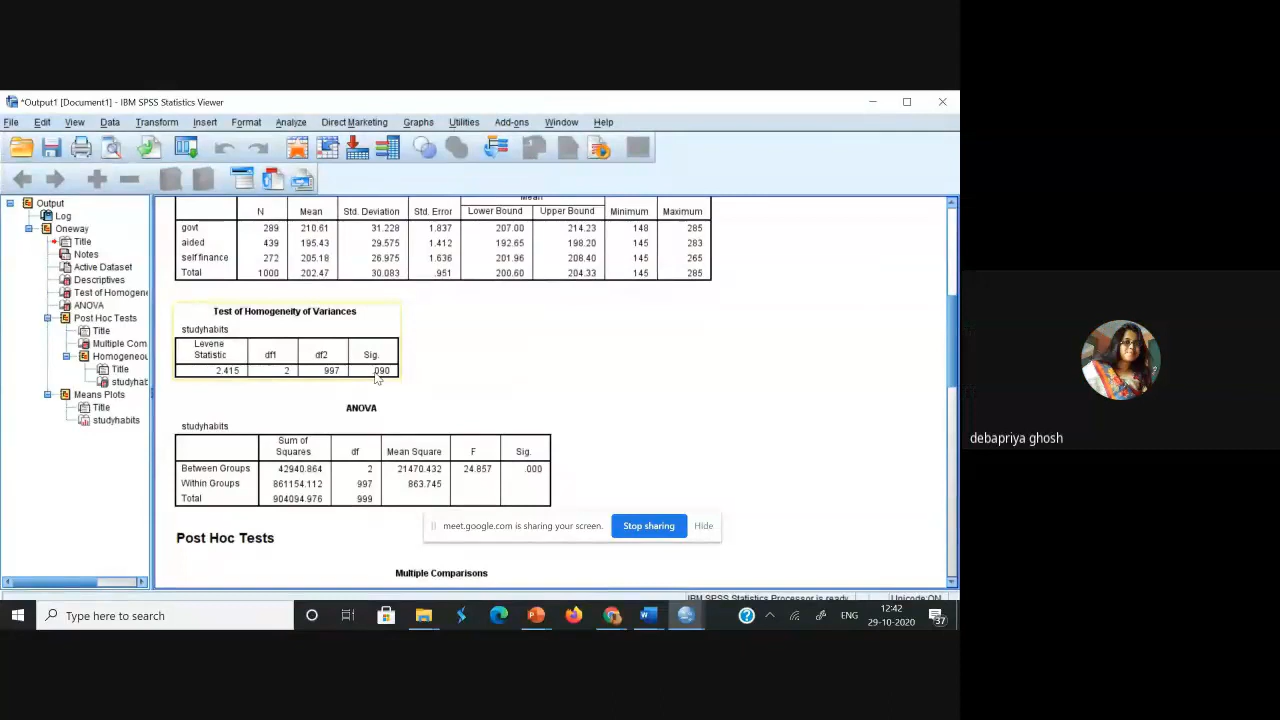 *Output1 [Document1] - IBM SPSS Statistics Viewer
File Edit View Data Transform Insert Format Analyze Direct Marketing Graphs Utilities Add-ons Window Help
Output
Log
Oneway
Title
Notes
Active Dataset
Descriptives
Test of Homogene
ANOVA
Post Hoc Tests
Title
Multiple Com
Homogeneou
Title
studyhab
Means Plots
Title
studyhabits
Mean
N Mean Std. Deviation Std. Error Lower Bound Upper Bound Minimum Maximum
govt 289 210.61 31.228 1.837 207.00 214.23 148 285
aided 439 195.43 29.575 1.412 192.65 198.20 145 283
self finance 272 205.18 26.975 1.636 201.96 208.40 145 265
Total 1000 202.47 30.083 .951 200.60 204.33 145 285
Test of Homogeneity of Variances
studyhabits
Levene
Statistic df1 df2 Sig.
2.415 2 997 .090
ANOVA
studyhabits
Sum of
Squares df Mean Square F Sig.
Between Groups 42940.864 2 21470.432 24.857 .000
Within Groups 861154.112 997 863.745
Total 904094.976 999
meet.google.com is sharing your screen. Stop sharing Hide
Post Hoc Tests
Multiple Comparisons
IBM SPSS Statistics Processor is ready Unicode:ON
Type here to search
ENG
12:42
29-10-2020
37
debapriya ghosh